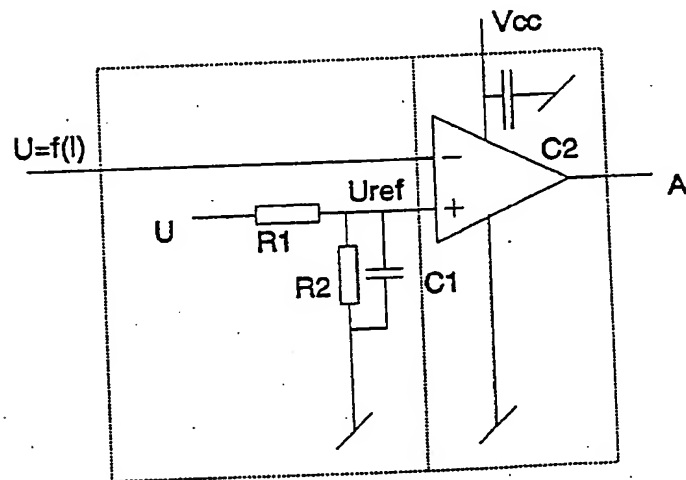 Vcc
U=f(I)
C2
−
A
Uref
U
+
R1
R2
C1